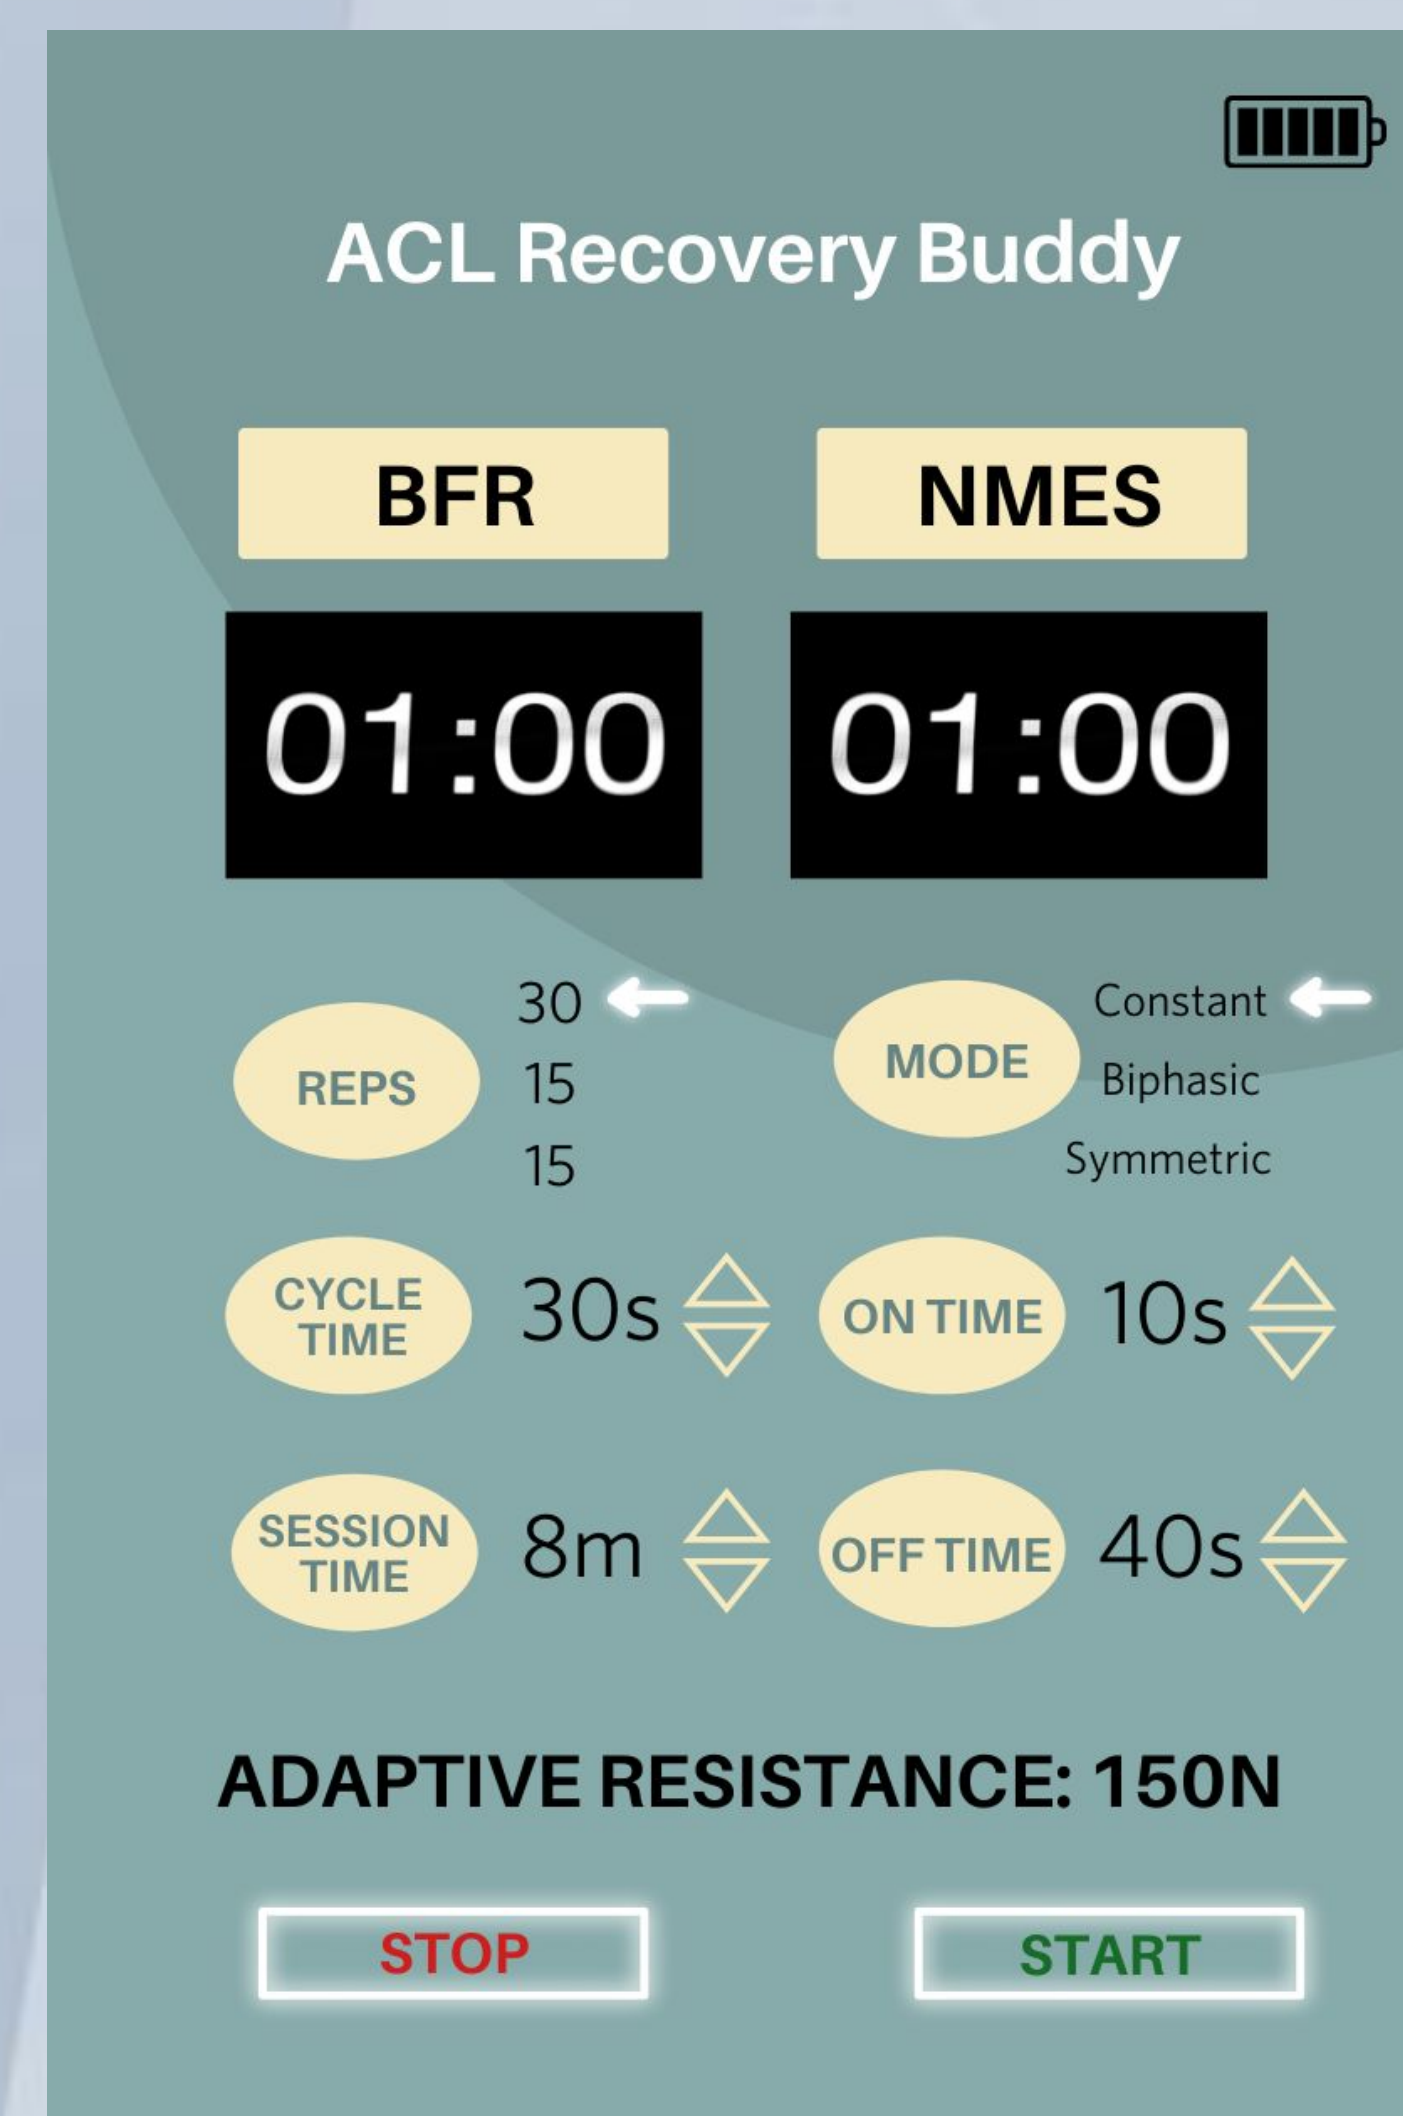 ACL Recovery Buddy
BFR
NMES
01:00
01:00
REPS
30
15
15
MODE
Constant
Biphasic
Symmetric
CYCLE
TIME
30s
ON TIME
10s
SESSION
TIME
8m
OFF TIME
40s
ADAPTIVE RESISTANCE: 150N
STOP
START